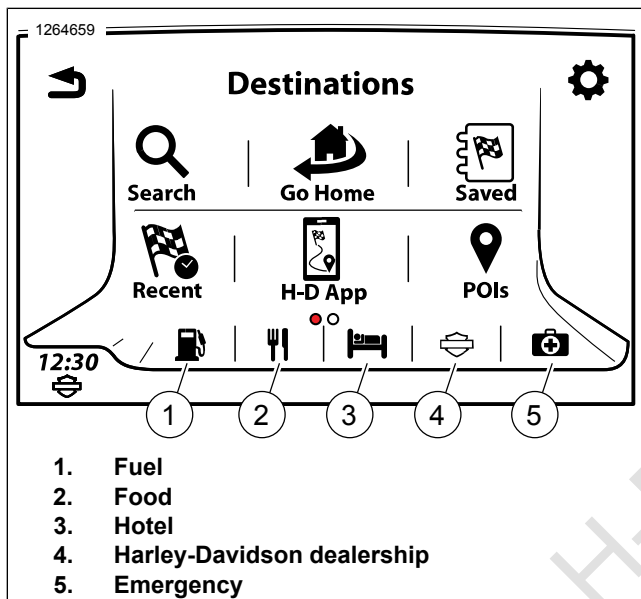 1264659
Destinations
Search
Go Home
Saved
Recent
H-D App
POIs
12:30
1 2 3 4 5
1. Fuel
2. Food
3. Hotel
4. Harley-Davidson dealership
5. Emergency
H-